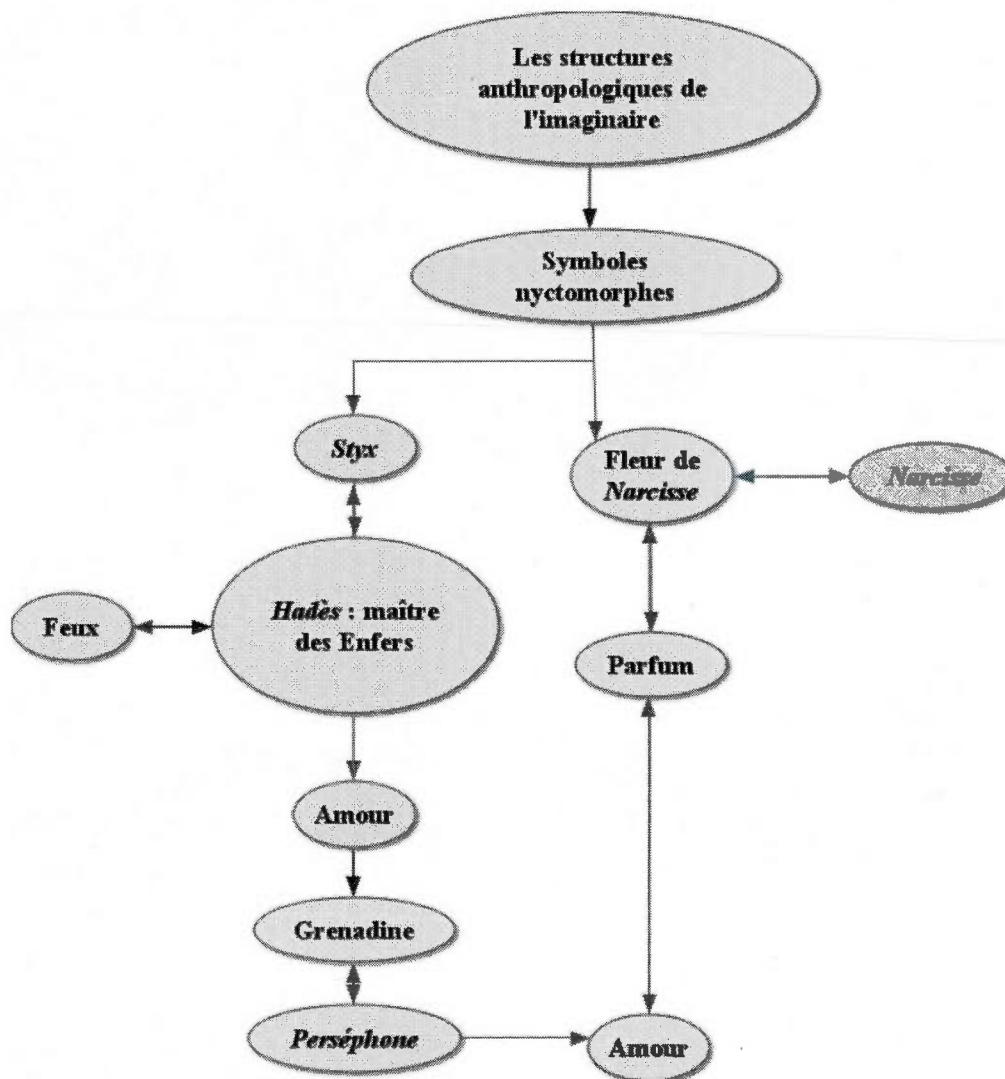 Les structures
anthropologiques de
l'imaginaire
Symboles
nyctomorphes
Styx
Fleur de
Narcisse
Narcisse
Hadès : maître
des Enfers
Feux
Parfum
Amour
Grenadine
Perséphone
Amour